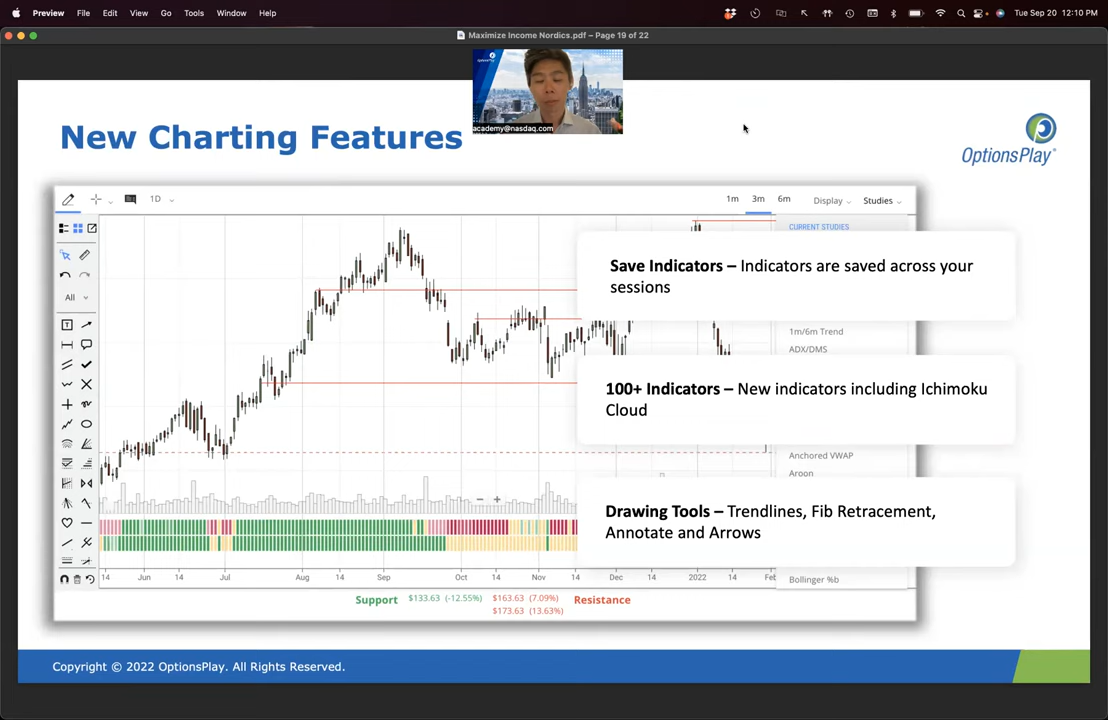 Preview File Edit View Go Tools Window Help
Tue Sep 20 12:10 PM
Maximize Income Nordics.pdf – Page 19 of 22
OptionsPlay
academy@nasdaq.com
New Charting Features
OptionsPlay
1D
1m 3m 6m Display Studies
CURRENT STUDIES
All
Save Indicators – Indicators are saved across your
sessions
1m/6m Trend
ADX/DMS
100+ Indicators – New indicators including Ichimoku
Cloud
Anchored VWAP
Aroon
Drawing Tools – Trendlines, Fib Retracement,
Annotate and Arrows
Bollinger %b
14 Jun 14 Jul Aug 14 Sep Oct 14 Nov 14 Dec 14 2022 14 Feb
Support $133.63 (-12.55%) $163.63 (7.09%) Resistance
$173.63 (13.63%)
Copyright © 2022 OptionsPlay. All Rights Reserved.